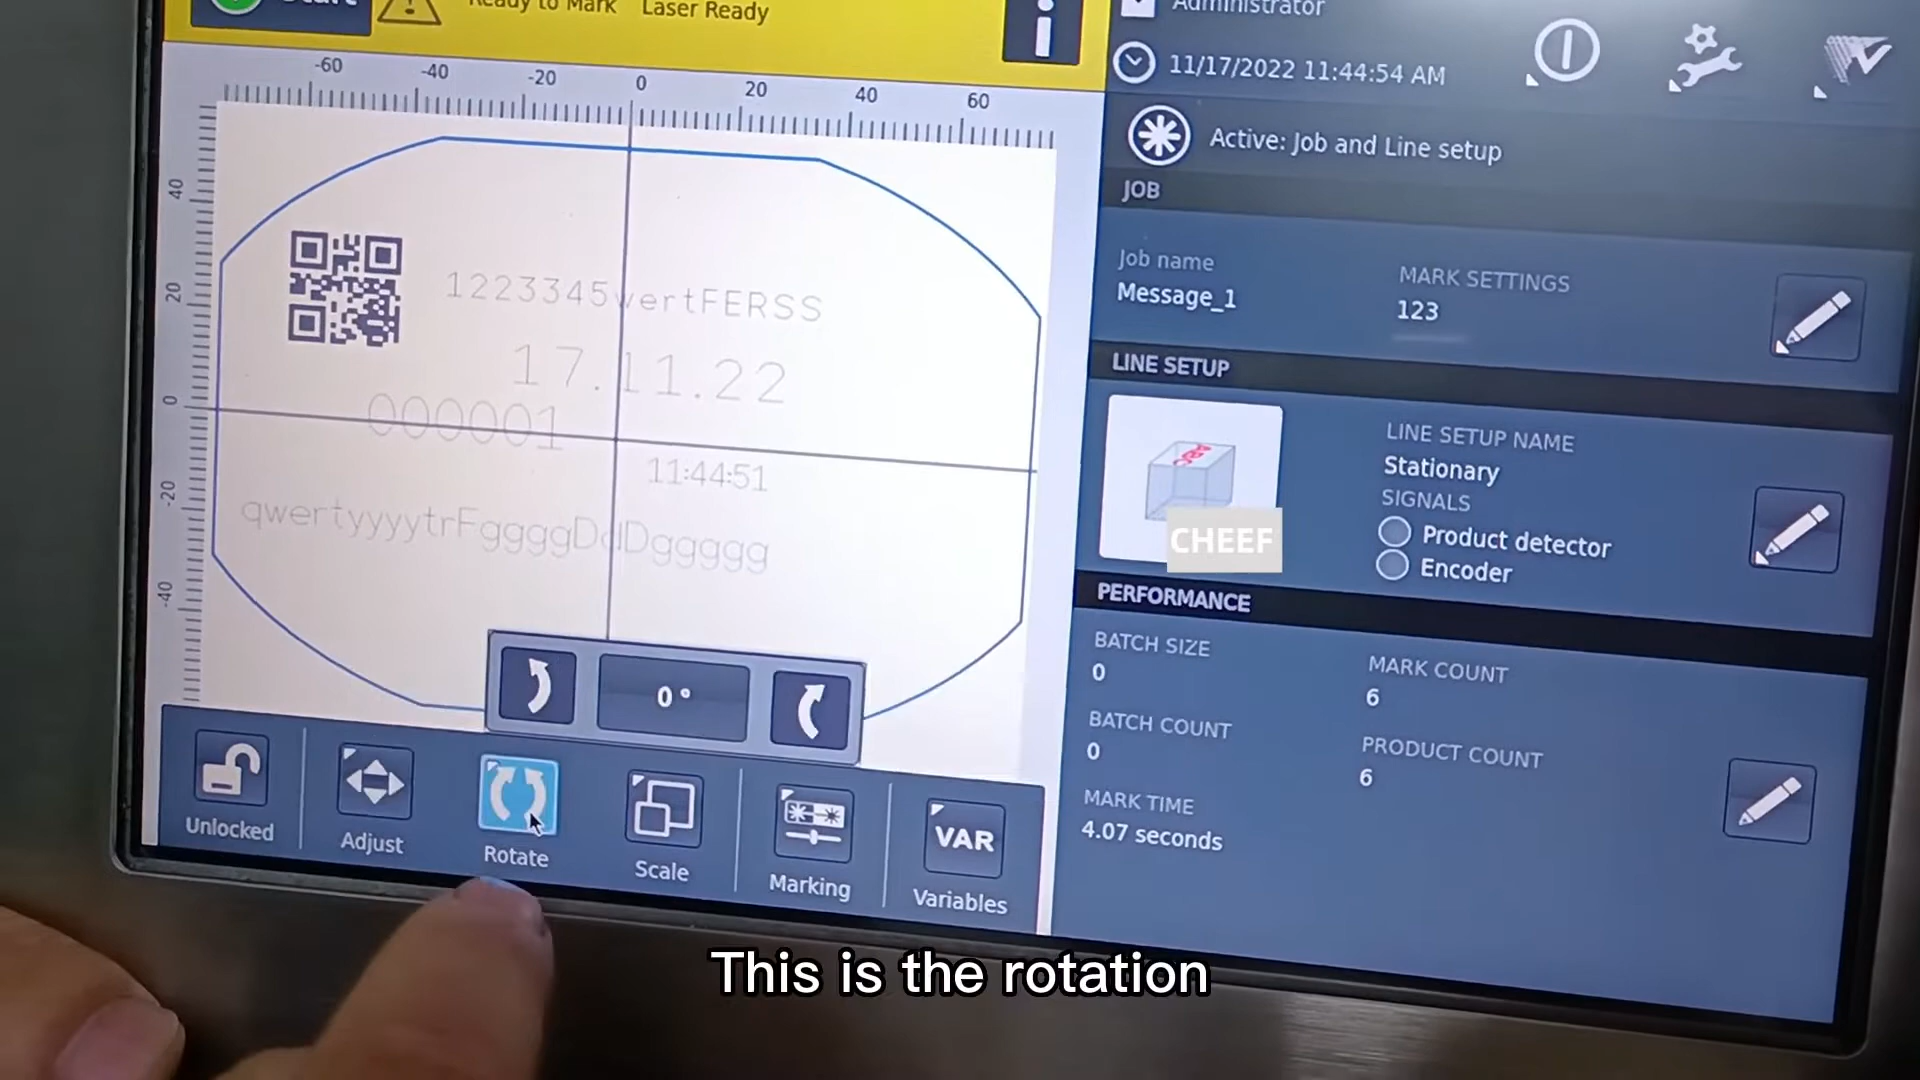 Start
Ready to Mark Laser Ready
Administrator
11/17/2022 11:44:54 AM
Active: Job and Line setup
-60 -40 -20 0 20 40 60
40
20
0
-20
-40
1223345wertFERSS
17.11.22
000001
11:44:51
0°
Unlocked
Adjust
Rotate
Scale
Marking
VAR
Variables
JOB
Job name
Message_1
MARK SETTINGS
123
LINE SETUP
ABC
CHEEF
LINE SETUP NAME
Stationary
SIGNALS
Product detector
Encoder
PERFORMANCE
BATCH SIZE
0
MARK COUNT
6
BATCH COUNT
0
PRODUCT COUNT
6
MARK TIME
4.07 seconds
This is the rotation